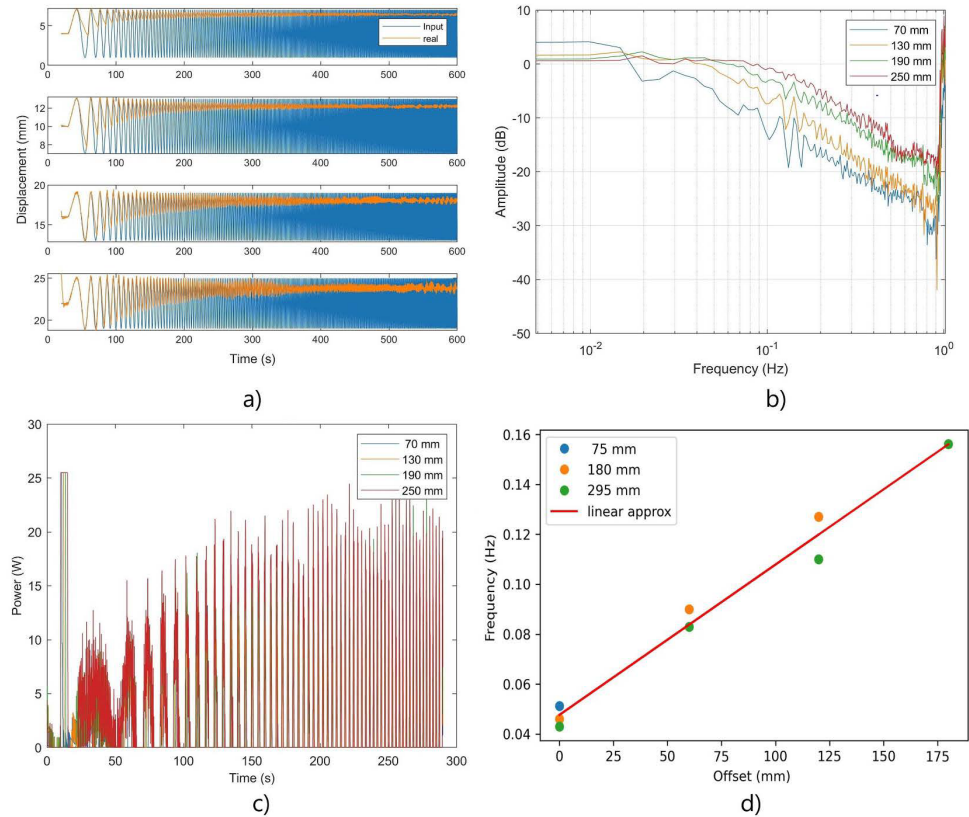 Input
real
5
0
0 100 200 300 400 500 600
12
10
8
0 100 200 300 400 500 600
Displacement (mm)
20
15
0 100 200 300 400 500 600
25
20
0 100 200 300 400 500 600
Time (s)
a)
70 mm
130 mm
190 mm
250 mm
10
0
-10
-20
-30
-40
-50
Amplitude (dB)
10-2 10-1 100
Frequency (Hz)
b)
70 mm
130 mm
190 mm
250 mm
30
25
20
15
10
5
0
Power (W)
0 50 100 150 200 250 300
Time (s)
c)
75 mm
180 mm
295 mm
linear approx
0.16
0.14
0.12
0.10
0.08
0.06
0.04
Frequency (Hz)
0 25 50 75 100 125 150 175
Offset (mm)
d)